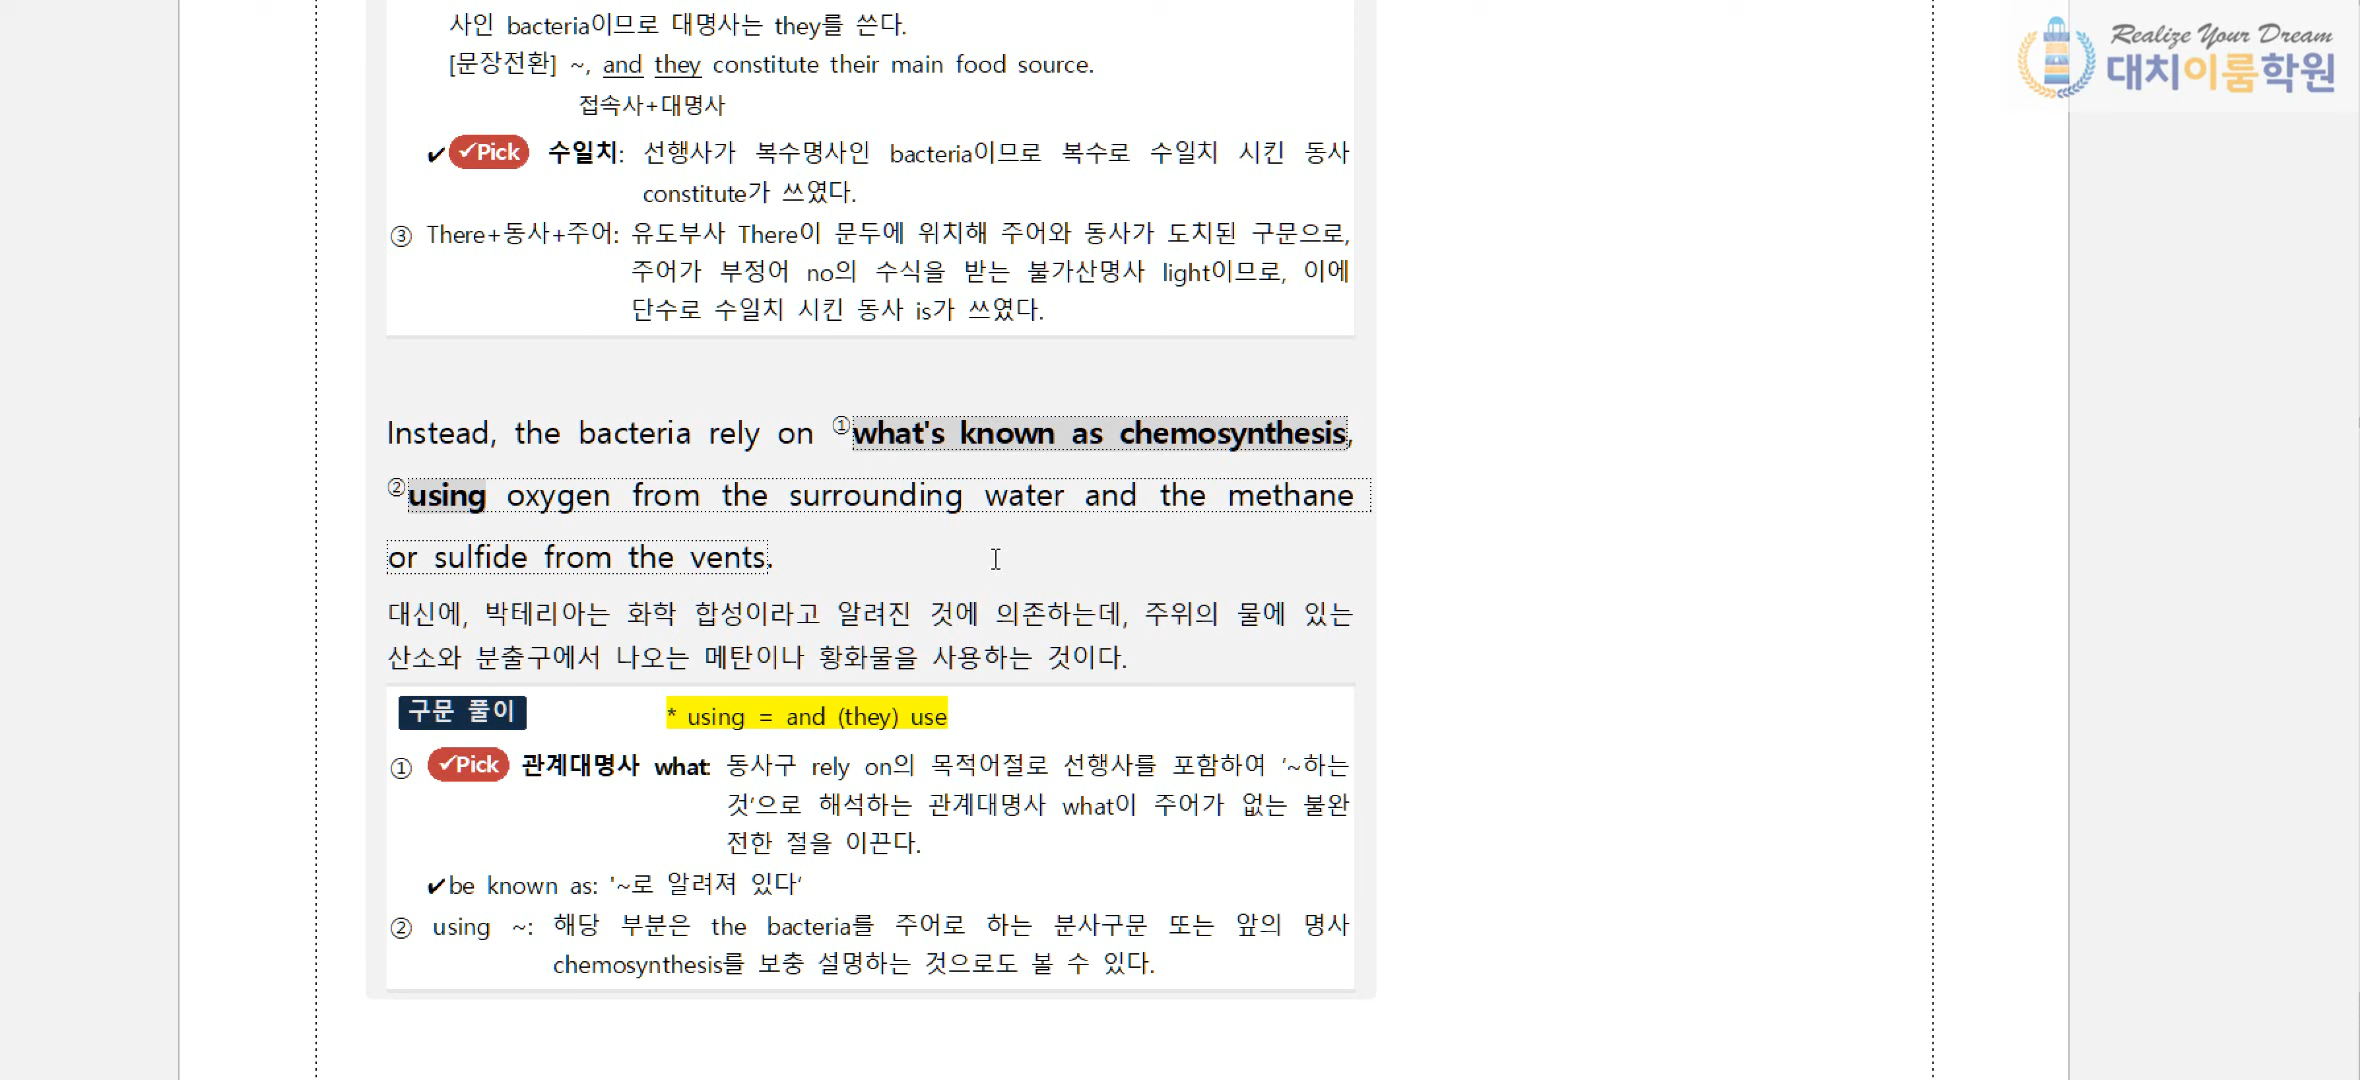 사인 bacteria이므로 대명사는 they를 쓴다.
[문장전환] ~, and they constitute their main food source.
접속사+대명사
✔ ✓Pick 수일치: 선행사가 복수명사인 bacteria이므로 복수로 수일치 시킨 동사
constitute가 쓰였다.
③ There+동사+주어: 유도부사 There이 문두에 위치해 주어와 동사가 도치된 구문으로,
주어가 부정어 no의 수식을 받는 불가산명사 light이므로, 이에
단수로 수일치 시킨 동사 is가 쓰였다.
Instead, the bacteria rely on ①what's known as chemosynthesis,
②using oxygen from the surrounding water and the methane
or sulfide from the vents.
대신에, 박테리아는 화학 합성이라고 알려진 것에 의존하는데, 주위의 물에 있는
산소와 분출구에서 나오는 메탄이나 황화물을 사용하는 것이다.
구문 풀이 * using = and (they) use
① ✓Pick 관계대명사 what: 동사구 rely on의 목적어절로 선행사를 포함하여 '~하는
것'으로 해석하는 관계대명사 what이 주어가 없는 불완
전한 절을 이끈다.
✔be known as: '~로 알려져 있다'
② using ~: 해당 부분은 the bacteria를 주어로 하는 분사구문 또는 앞의 명사
chemosynthesis를 보충 설명하는 것으로도 볼 수 있다.
Realize Your Dream
대치이룸학원